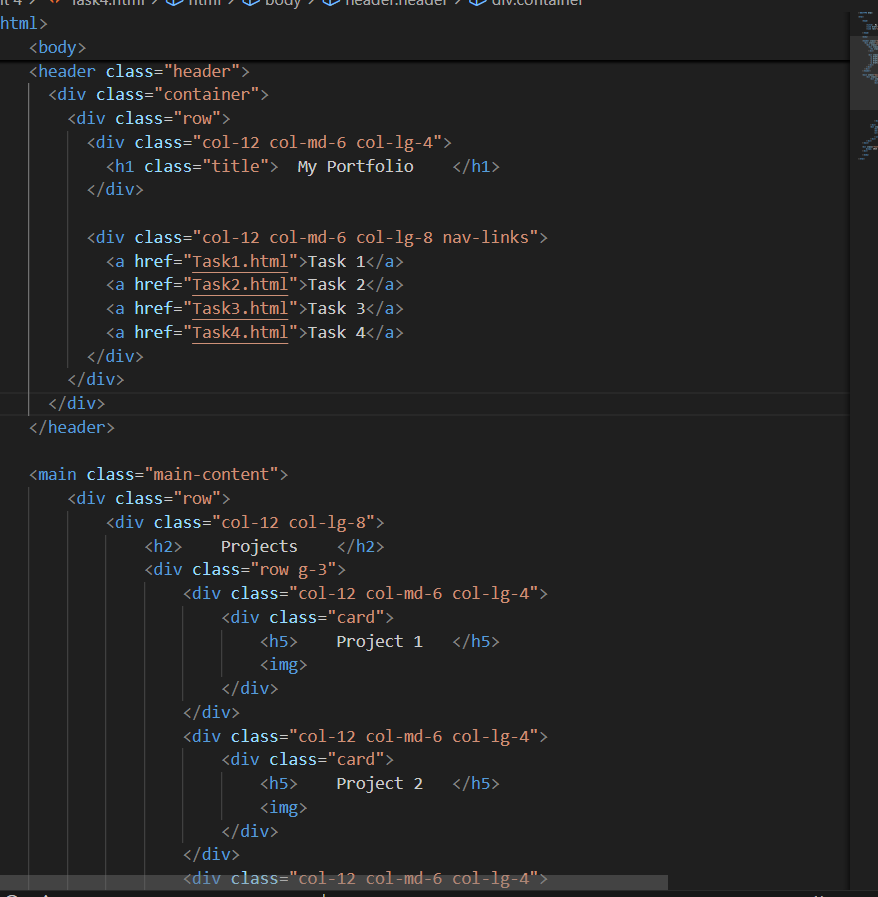 Task4.html > html > body > header.header > div.container
html>
<body>
<header class="header">
<div class="container">
<div class="row">
<div class="col-12 col-md-6 col-lg-4">
<h1 class="title">  My Portfolio    </h1>
</div>
<div class="col-12 col-md-6 col-lg-8 nav-links">
<a href="Task1.html">Task 1</a>
<a href="Task2.html">Task 2</a>
<a href="Task3.html">Task 3</a>
<a href="Task4.html">Task 4</a>
</div>
</div>
</div>
</header>
<main class="main-content">
<div class="row">
<div class="col-12 col-lg-8">
<h2>    Projects    </h2>
<div class="row g-3">
<div class="col-12 col-md-6 col-lg-4">
<div class="card">
<h5>    Project 1   </h5>
<img>
</div>
</div>
<div class="col-12 col-md-6 col-lg-4">
<div class="card">
<h5>    Project 2   </h5>
<img>
</div>
</div>
<div class="col-12 col-md-6 col-lg-4">